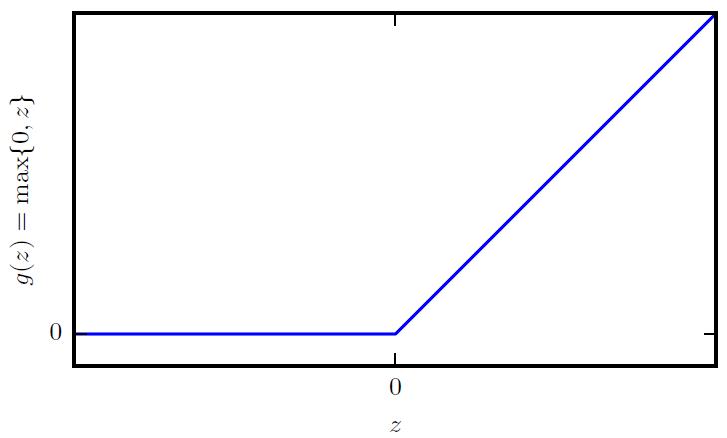 g(z) = max{0, z}
0
0
z